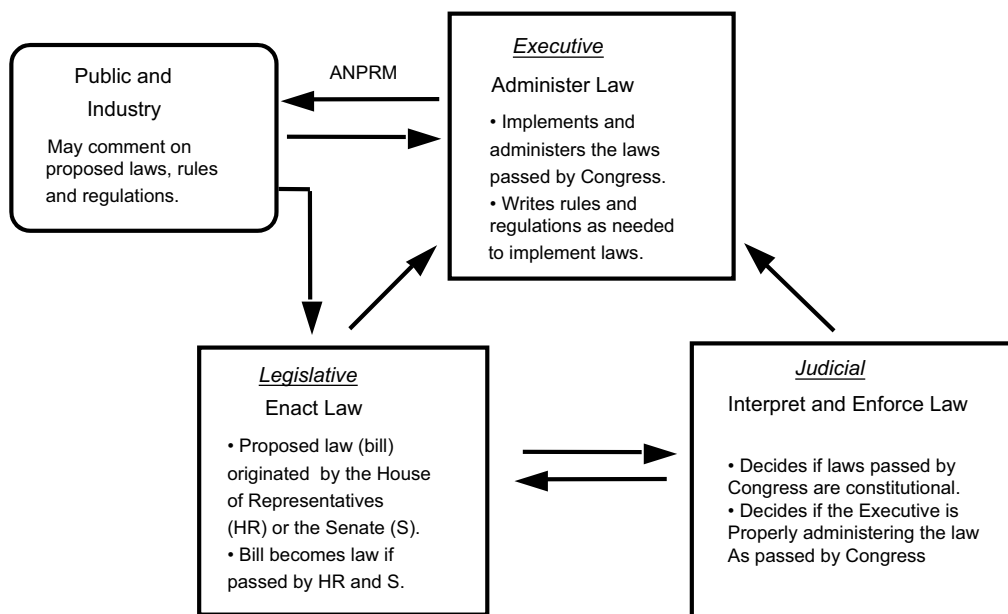 Public and
Industry
May comment on
proposed laws, rules
and regulations.
ANPRM
Executive
Administer Law
• Implements and
administers the laws
passed by Congress.
• Writes rules and
regulations as needed
to implement laws.
Legislative
Enact Law
• Proposed law (bill)
originated by the House
of Representatives
(HR) or the Senate (S).
• Bill becomes law if
passed by HR and S.
Judicial
Interpret and Enforce Law
• Decides if laws passed by
Congress are constitutional.
• Decides if the Executive is
Properly administering the law
As passed by Congress